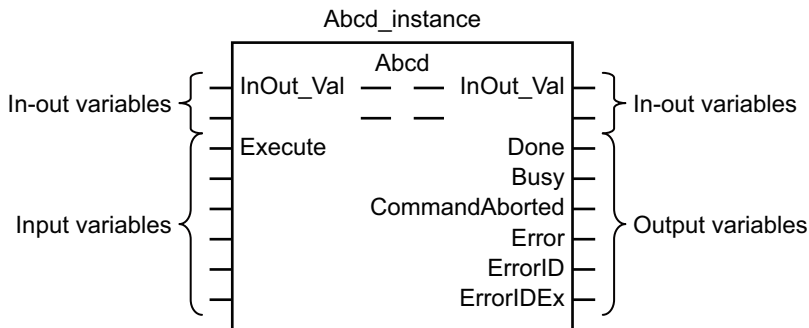 Abcd_instance
Abcd
In-out variables
InOut_Val
InOut_Val
In-out variables
Execute
Done
Busy
Input variables
CommandAborted
Output variables
Error
ErrorID
ErrorIDEx